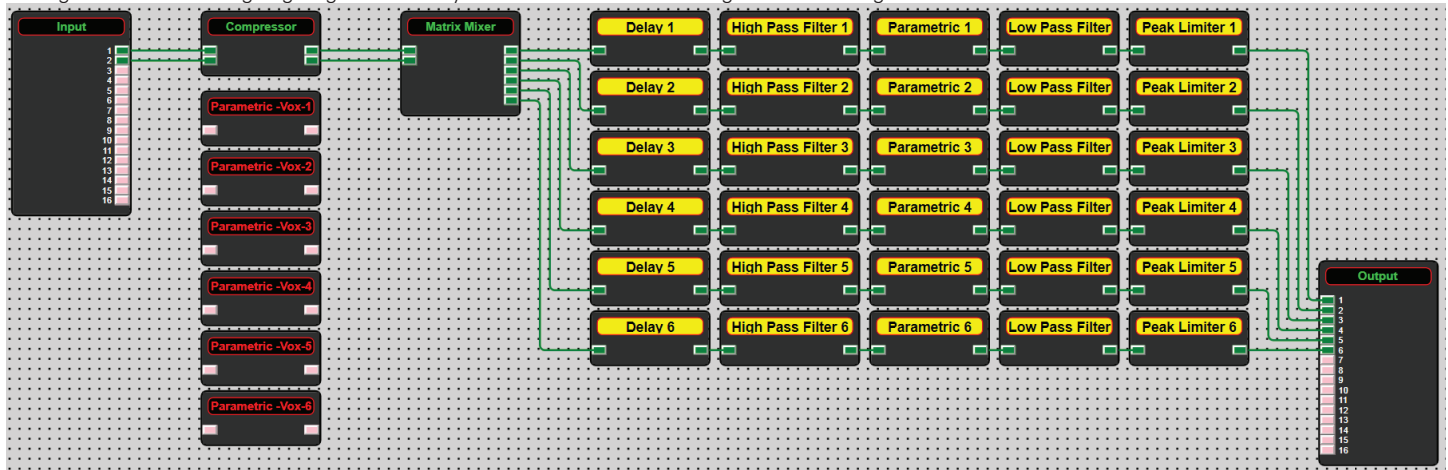 Input
1
2
3
4
5
6
7
8
9
10
11
12
13
14
15
16
Compressor
Parametric -Vox-1
Parametric -Vox-2
Parametric -Vox-3
Parametric -Vox-4
Parametric -Vox-5
Parametric -Vox-6
Matrix Mixer
Delay 1 High Pass Filter 1 Parametric 1 Low Pass Filter Peak Limiter 1
Delay 2 High Pass Filter 2 Parametric 2 Low Pass Filter Peak Limiter 2
Delay 3 High Pass Filter 3 Parametric 3 Low Pass Filter Peak Limiter 3
Delay 4 High Pass Filter 4 Parametric 4 Low Pass Filter Peak Limiter 4
Delay 5 High Pass Filter 5 Parametric 5 Low Pass Filter Peak Limiter 5
Delay 6 High Pass Filter 6 Parametric 6 Low Pass Filter Peak Limiter 6
Output
1
2
3
4
5
6
7
8
9
10
11
12
13
14
15
16